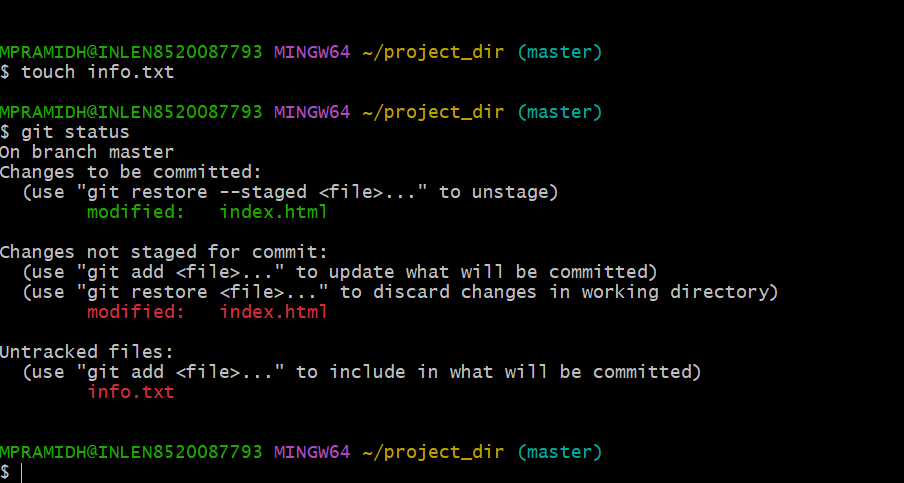 MPRAMIDH@INLEN8520087793 MINGW64 ~/project_dir (master)
$ touch info.txt
MPRAMIDH@INLEN8520087793 MINGW64 ~/project_dir (master)
$ git status
On branch master
Changes to be committed:
  (use "git restore --staged <file>..." to unstage)
        modified:   index.html
Changes not staged for commit:
  (use "git add <file>..." to update what will be committed)
  (use "git restore <file>..." to discard changes in working directory)
        modified:   index.html
Untracked files:
  (use "git add <file>..." to include in what will be committed)
        info.txt
MPRAMIDH@INLEN8520087793 MINGW64 ~/project_dir (master)
$